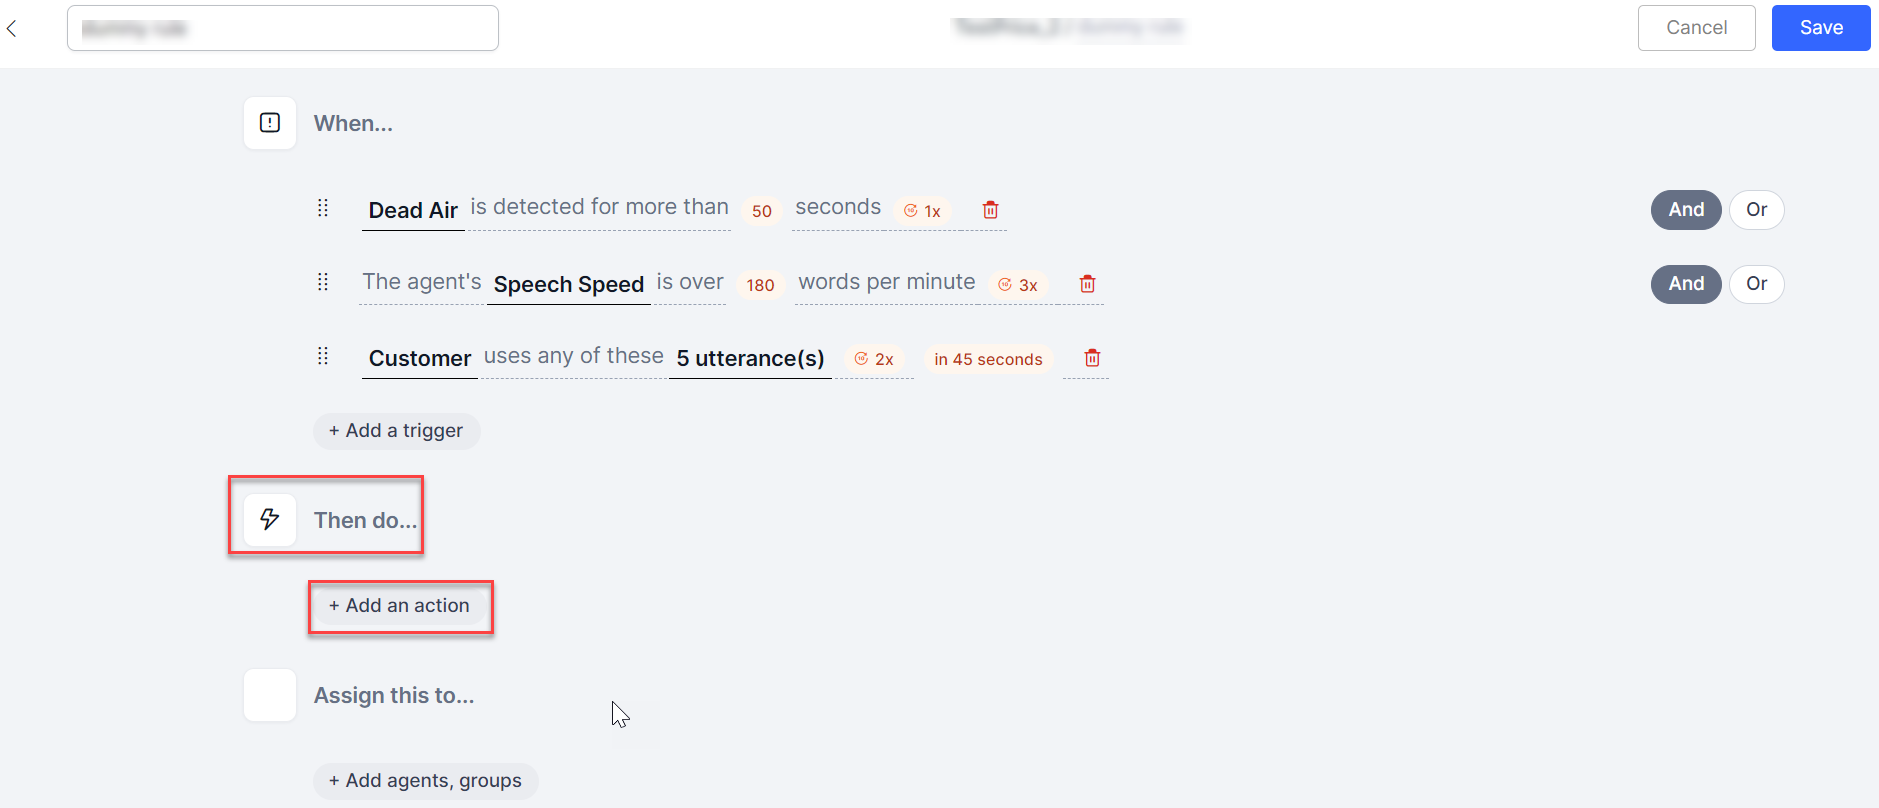 Cancel Save
When...
Dead Air is detected for more than 50 seconds 1x And Or
The agent's Speech Speed is over 180 words per minute 3x And Or
Customer uses any of these 5 utterance(s) 2x in 45 seconds
+ Add a trigger
Then do...
+ Add an action
Assign this to...
+ Add agents, groups